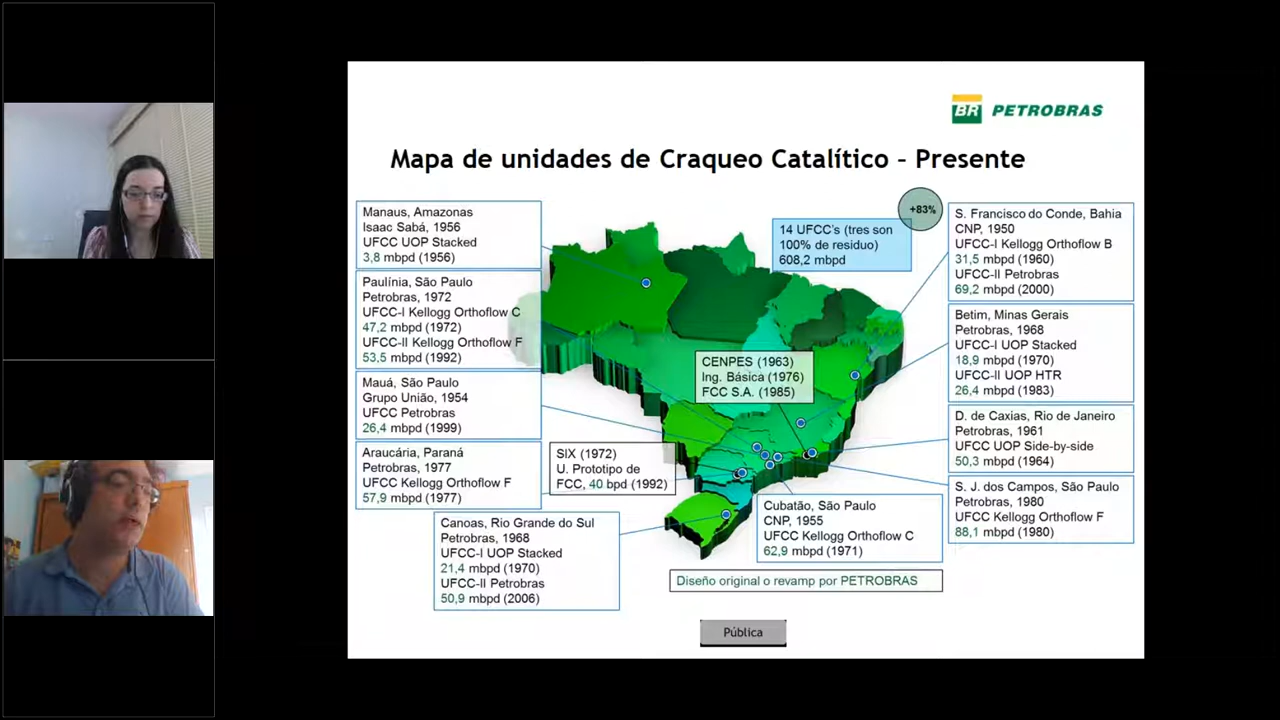 BR PETROBRAS
Mapa de unidades de Craqueo Catalítico – Presente
Manaus, Amazonas
Isaac Sabá, 1956
UFCC UOP Stacked
3,8 mbpd (1956)
Paulínia, São Paulo
Petrobras, 1972
UFCC-I Kellogg Orthoflow C
47,2 mbpd (1972)
UFCC-II Kellogg Orthoflow F
53,5 mbpd (1992)
Mauá, São Paulo
Grupo União, 1954
UFCC Petrobras
26,4 mbpd (1999)
Araucária, Paraná
Petrobras, 1977
UFCC Kellogg Orthoflow F
57,9 mbpd (1977)
Canoas, Rio Grande do Sul
Petrobras, 1968
UFCC-I UOP Stacked
21,4 mbpd (1970)
UFCC-II Petrobras
50,9 mbpd (2006)
SIX (1972)
U. Prototipo de
FCC, 40 bpd (1992)
CENPES (1963)
Ing. Básica (1976)
FCC S.A. (1985)
14 UFCC's (tres son
100% de residuo)
608,2 mbpd
+83%
S. Francisco do Conde, Bahia
CNP, 1950
UFCC-I Kellogg Orthoflow B
31,5 mbpd (1960)
UFCC-II Petrobras
69,2 mbpd (2000)
Betim, Minas Gerais
Petrobras, 1968
UFCC-I UOP Stacked
18,9 mbpd (1970)
UFCC-II UOP HTR
26,4 mbpd (1983)
D. de Caxias, Rio de Janeiro
Petrobras, 1961
UFCC UOP Side-by-side
50,3 mbpd (1964)
S. J. dos Campos, São Paulo
Petrobras, 1980
UFCC Kellogg Orthoflow F
88,1 mbpd (1980)
Cubatão, São Paulo
CNP, 1955
UFCC Kellogg Orthoflow C
62,9 mbpd (1971)
Diseño original o revamp por PETROBRAS
Pública